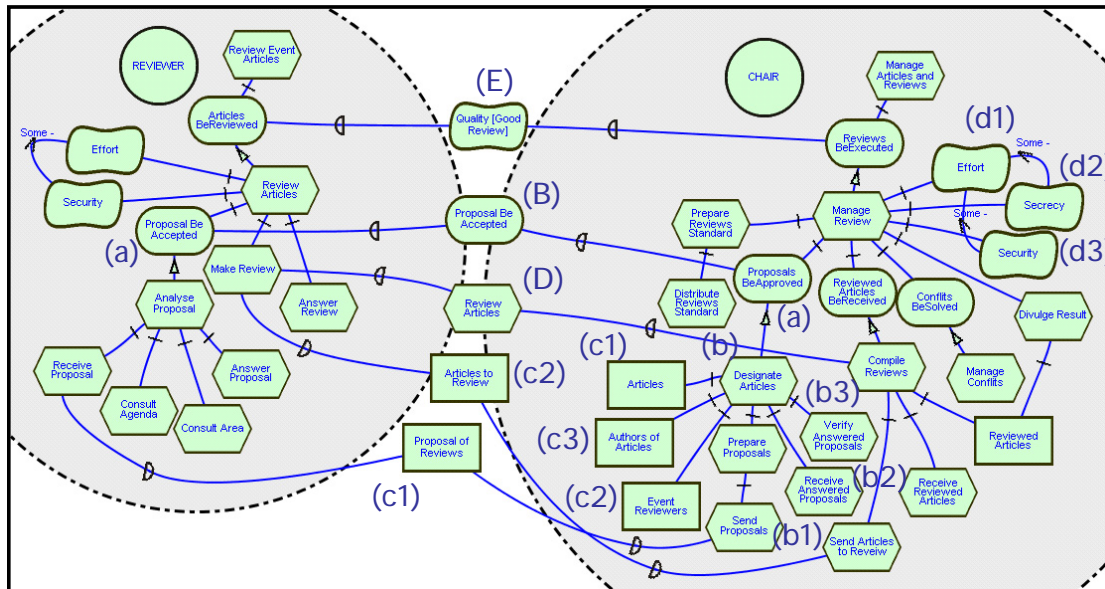 REVIEWER
Review Event
Articles
Articles
BeReviewed
Some -
Effort
Security
Review
Articles
Proposal Be
Accepted
(a)
Make Review
Answer
Review
Analyse
Proposal
Receive
Proposal
Consult
Agenda
Consult Area
Answer
Proposal
(E)
Quality [Good
Review]
(B)
Proposal Be
Accepted
(D)
Review
Articles
Articles to
Review
(c2)
Proposal of
Reviews
(c1)
CHAIR
Manage
Articles and
Reviews
Reviews
BeExecuted
(d1)
Some -
Effort
(d2)
Secrecy
Some -
(d3)
Security
Manage
Review
Prepare
Reviews
Standard
Distribute
Reviews
Standard
Proposals
BeApproved
(a)
Reviewed
Articles
BeReceived
Conflits
BeSolved
Divulge Result
(b)
Designate
Articles
(c1)
Articles
(c3)
Authors of
Articles
(c2)
Event
Reviewers
Prepare
Proposals
Send
Proposals
(b1)
Receive
Answered
Proposals
(b2)
Verify
Answered
Proposals
(b3)
Compile
Reviews
Manage
Conflits
Reviewed
Articles
Receive
Reviewed
Articles
Send Articles
to Reveiw